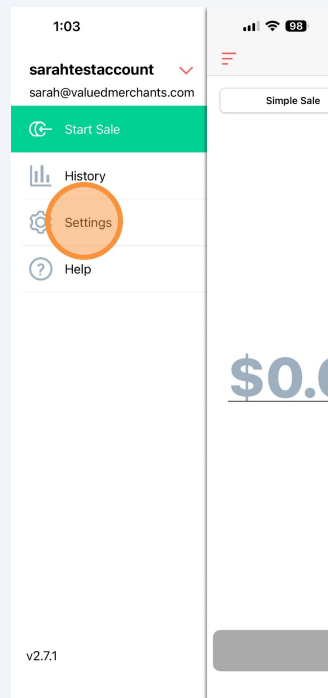 1:03
98
sarahtestaccount
sarah@valuedmerchants.com
Start Sale
Simple Sale
History
Settings
?
Help
$0.
v2.7.1